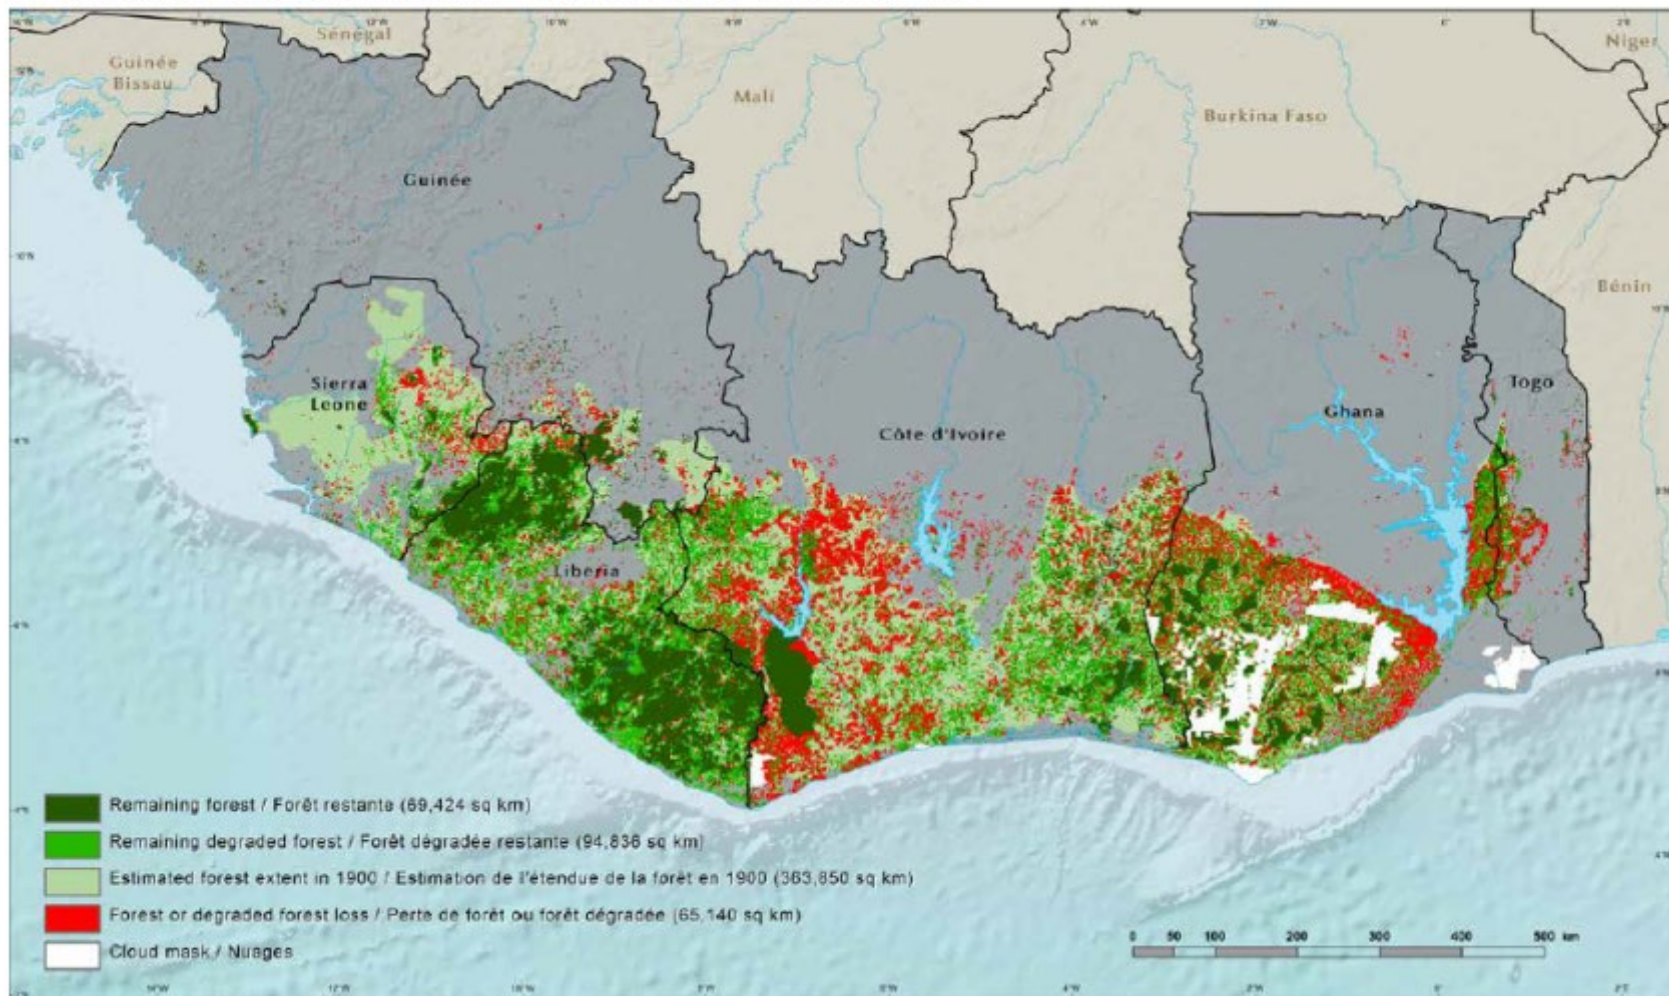 Sénégal
Niger
Guinée
Bissau
Mali
Burkina Faso
Guinée
Bénin
Sierra
Leone
Togo
Ghana
Côte d'Ivoire
Liberia
Remaining forest / Forêt restante (69,424 sq km)
Remaining degraded forest / Forêt dégradée restante (94,836 sq km)
Estimated forest extent in 1900 / Estimation de l'étendue de la forêt en 1900 (363,850 sq km)
Forest or degraded forest loss / Perte de forêt ou forêt dégradée (65,140 sq km)
Cloud mask / Nuages
0 50 100 200 300 400 500 km